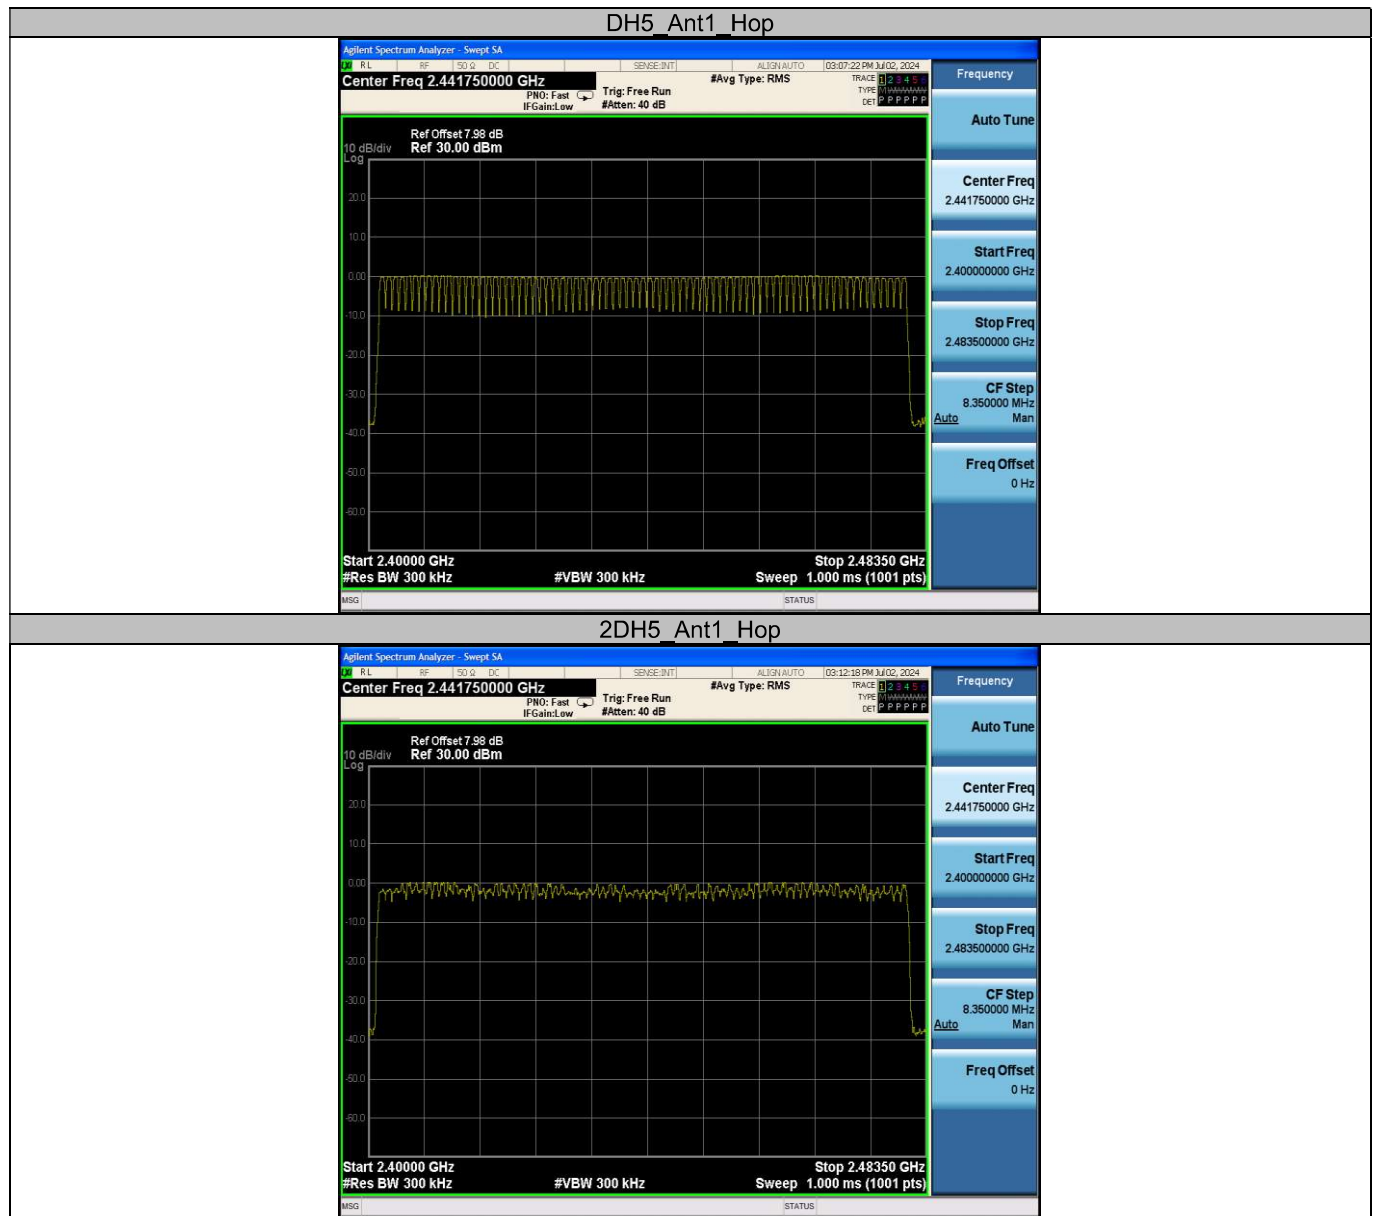 DH5_Ant1_Hop
Agilent Spectrum Analyzer - Swept SA
RL RF 50 Ω DC SENSE:INT ALIGN AUTO 03:07:22 PM Jul 02, 2024
Center Freq 2.441750000 GHz #Avg Type: RMS TRACE 1 2 3 4 5 6
PNO: Fast Trig: Free Run TYPE
IFGain:Low #Atten: 40 dB DET P P P P P P
Frequency
Auto Tune
Ref Offset 7.98 dB
10 dB/div Ref 30.00 dBm
Log
20.0
10.0
0.00
-10.0
-20.0
-30.0
-40.0
-50.0
-60.0
Center Freq
2.441750000 GHz
Start Freq
2.400000000 GHz
Stop Freq
2.483500000 GHz
CF Step
8.350000 MHz
Auto Man
Freq Offset
0 Hz
Start 2.40000 GHz Stop 2.48350 GHz
#Res BW 300 kHz #VBW 300 kHz Sweep 1.000 ms (1001 pts)
MSG STATUS
2DH5_Ant1_Hop
Agilent Spectrum Analyzer - Swept SA
RL RF 50 Ω DC SENSE:INT ALIGN AUTO 03:12:18 PM Jul 02, 2024
Center Freq 2.441750000 GHz #Avg Type: RMS TRACE 1 2 3 4 5 6
PNO: Fast Trig: Free Run TYPE
IFGain:Low #Atten: 40 dB DET P P P P P P
Frequency
Auto Tune
Ref Offset 7.98 dB
10 dB/div Ref 30.00 dBm
Log
20.0
10.0
0.00
-10.0
-20.0
-30.0
-40.0
-50.0
-60.0
Center Freq
2.441750000 GHz
Start Freq
2.400000000 GHz
Stop Freq
2.483500000 GHz
CF Step
8.350000 MHz
Auto Man
Freq Offset
0 Hz
Start 2.40000 GHz Stop 2.48350 GHz
#Res BW 300 kHz #VBW 300 kHz Sweep 1.000 ms (1001 pts)
MSG STATUS